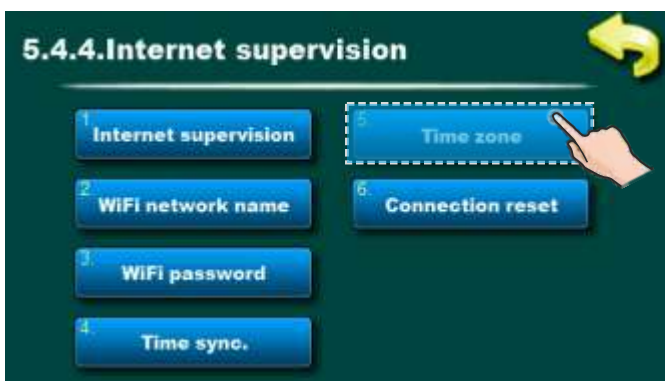 5.4.4.Internet supervision
1.
Internet supervision
2.
WiFi network name
3.
WiFi password
4.
Time sync.
5.
Time zone
6.
Connection reset